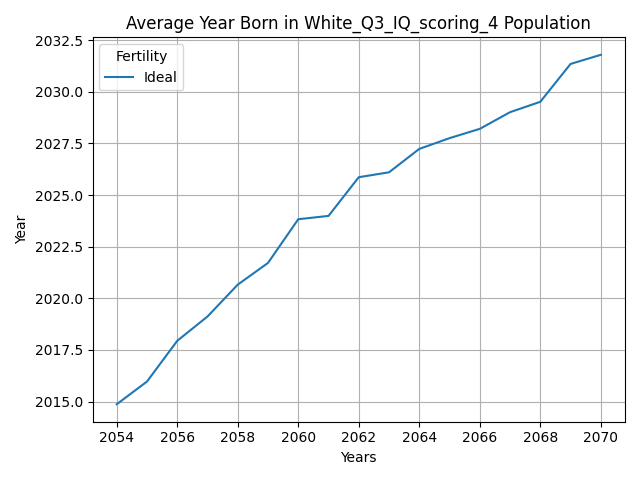 Average Year Born in White_Q3_IQ_scoring_4 Population
Fertility
Ideal
2032.5
2030.0
2027.5
2025.0
2022.5
2020.0
2017.5
2015.0
Year
2054 2056 2058 2060 2062 2064 2066 2068 2070
Years